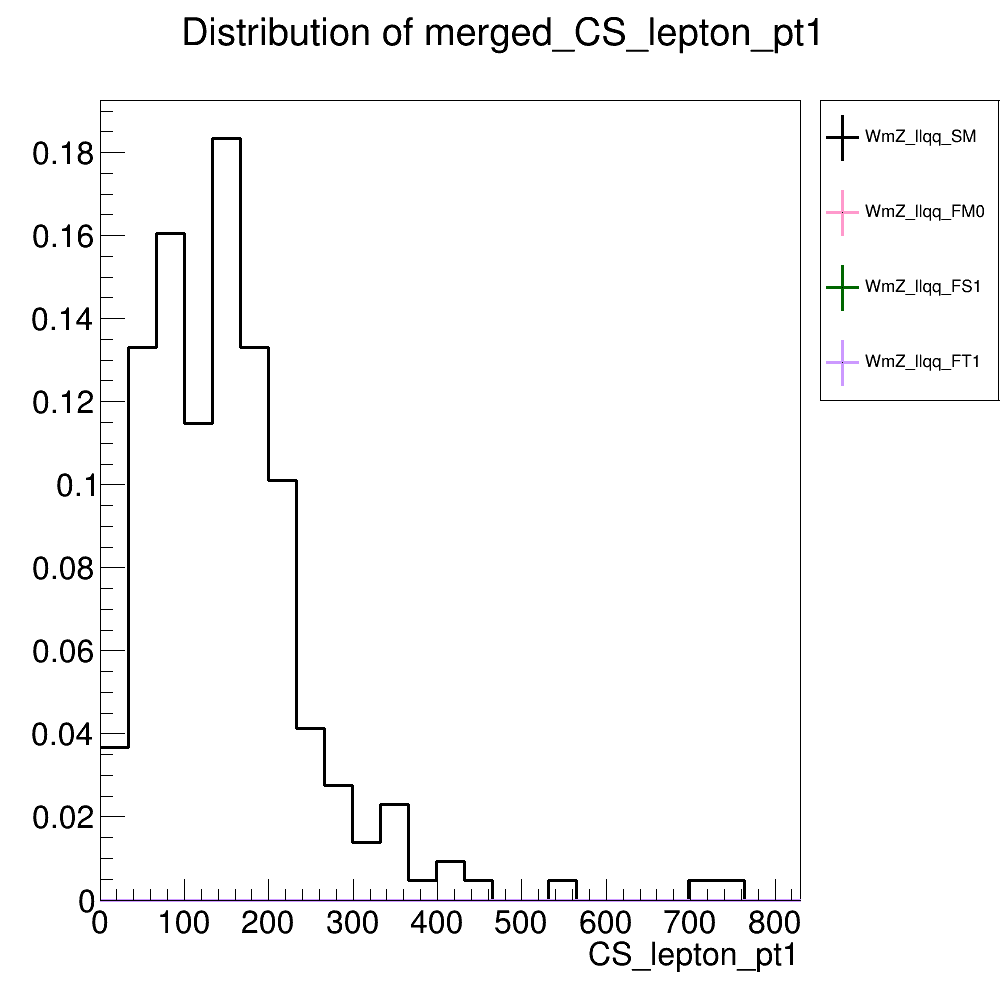 Distribution of merged_CS_lepton_pt1
0.18
0.16
0.14
0.12
0.1
0.08
0.06
0.04
0.02
0
0 100 200 300 400 500 600 700 800
CS_lepton_pt1
WmZ_llqq_SM
WmZ_llqq_FM0
WmZ_llqq_FS1
WmZ_llqq_FT1